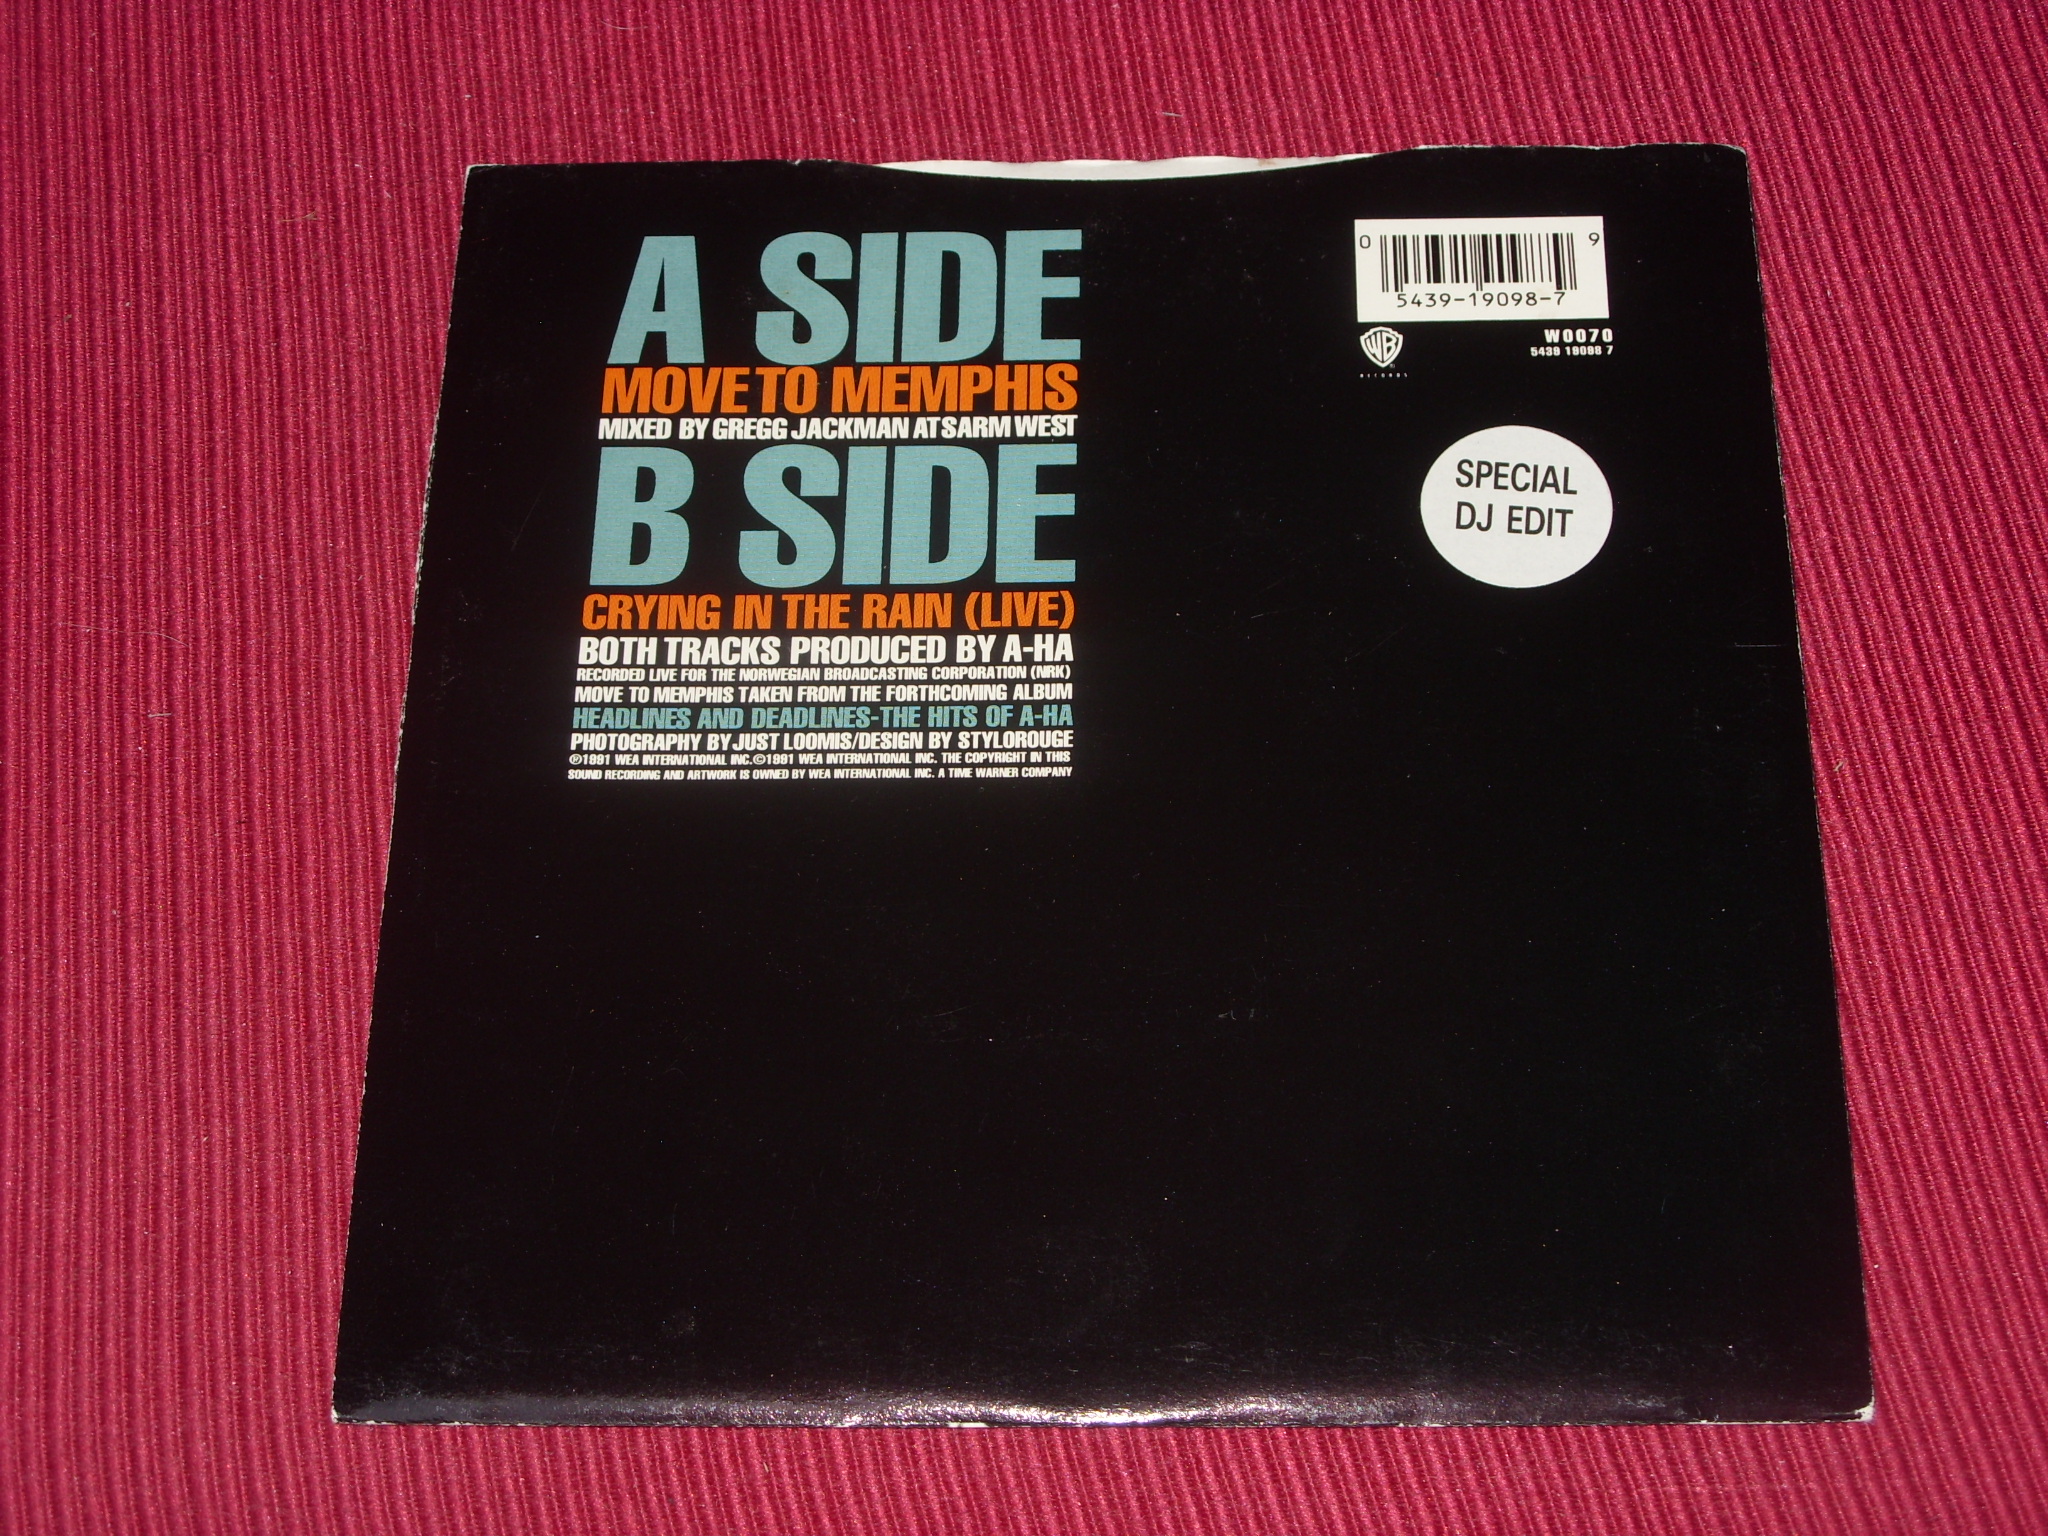 A SIDE
MOVE TO MEMPHIS
MIXED BY GREGG JACKMAN AT SARM WEST
B SIDE
CRYING IN THE RAIN (LIVE)
BOTH TRACKS PRODUCED BY A-HA
RECORDED LIVE FOR THE NORWEGIAN BROADCASTING CORPORATION (NRK)
MOVE TO MEMPHIS TAKEN FROM THE FORTHCOMING ALBUM
HEADLINES AND DEADLINES-THE HITS OF A-HA
PHOTOGRAPHY BY JUST LOOMIS/DESIGN BY STYLOROUGE
℗1991 WEA INTERNATIONAL INC.©1991 WEA INTERNATIONAL INC. THE COPYRIGHT IN THIS
SOUND RECORDING AND ARTWORK IS OWNED BY WEA INTERNATIONAL INC. A TIME WARNER COMPANY
0 9
5439-19098-7
WB
RECORDS
W0070
5439 19098 7
SPECIAL
DJ EDIT